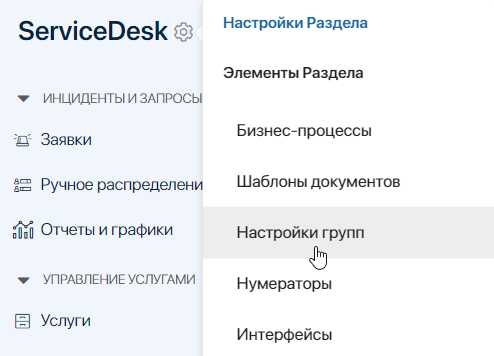 ServiceDesk
ИНЦИДЕНТЫ И ЗАПРОСЫ
Заявки
Ручное распределени
Отчеты и графики
УПРАВЛЕНИЕ УСЛУГАМИ
Услуги
Настройки Раздела
Элементы Раздела
Бизнес-процессы
Шаблоны документов
Настройки групп
Нумераторы
Интерфейсы